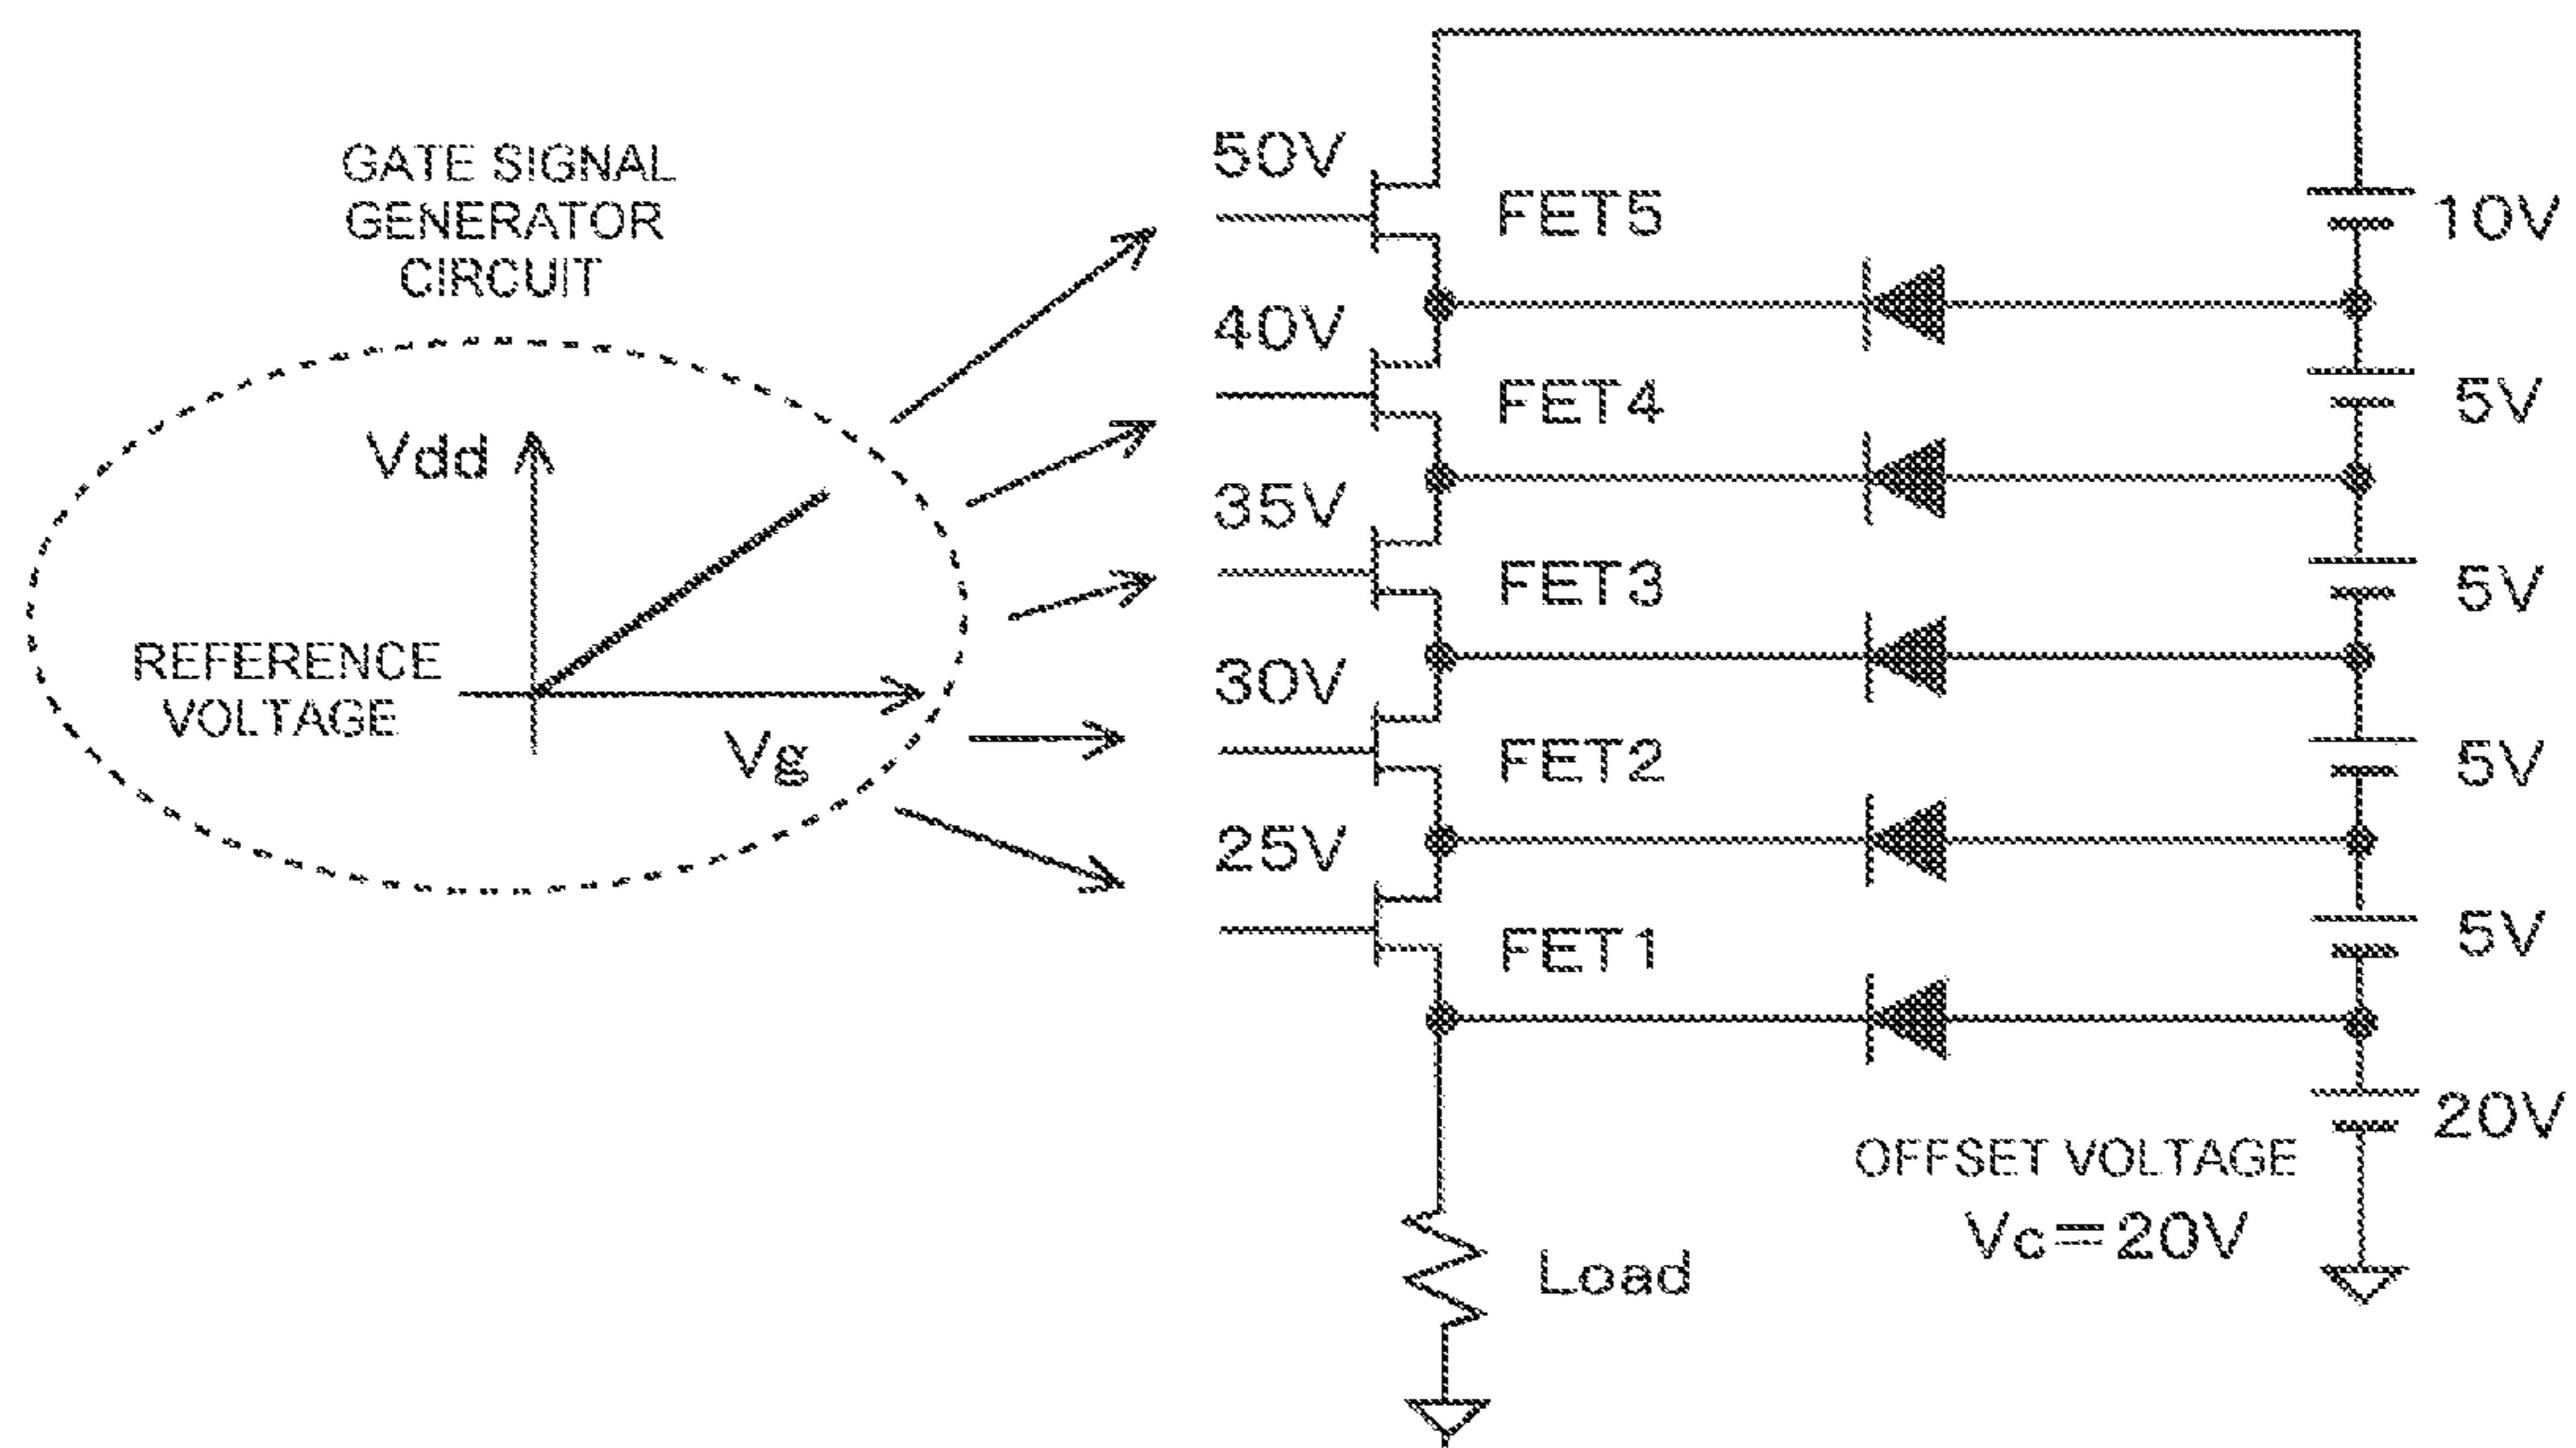 GATE SIGNAL
GENERATOR
CIRCUIT
Vdd
REFERENCE
VOLTAGE
Vg
50V
FET5
10V
40V
FET4
5V
35V
FET3
5V
30V
FET2
5V
25V
FET1
5V
20V
OFFSET VOLTAGE
Vc=20V
Load